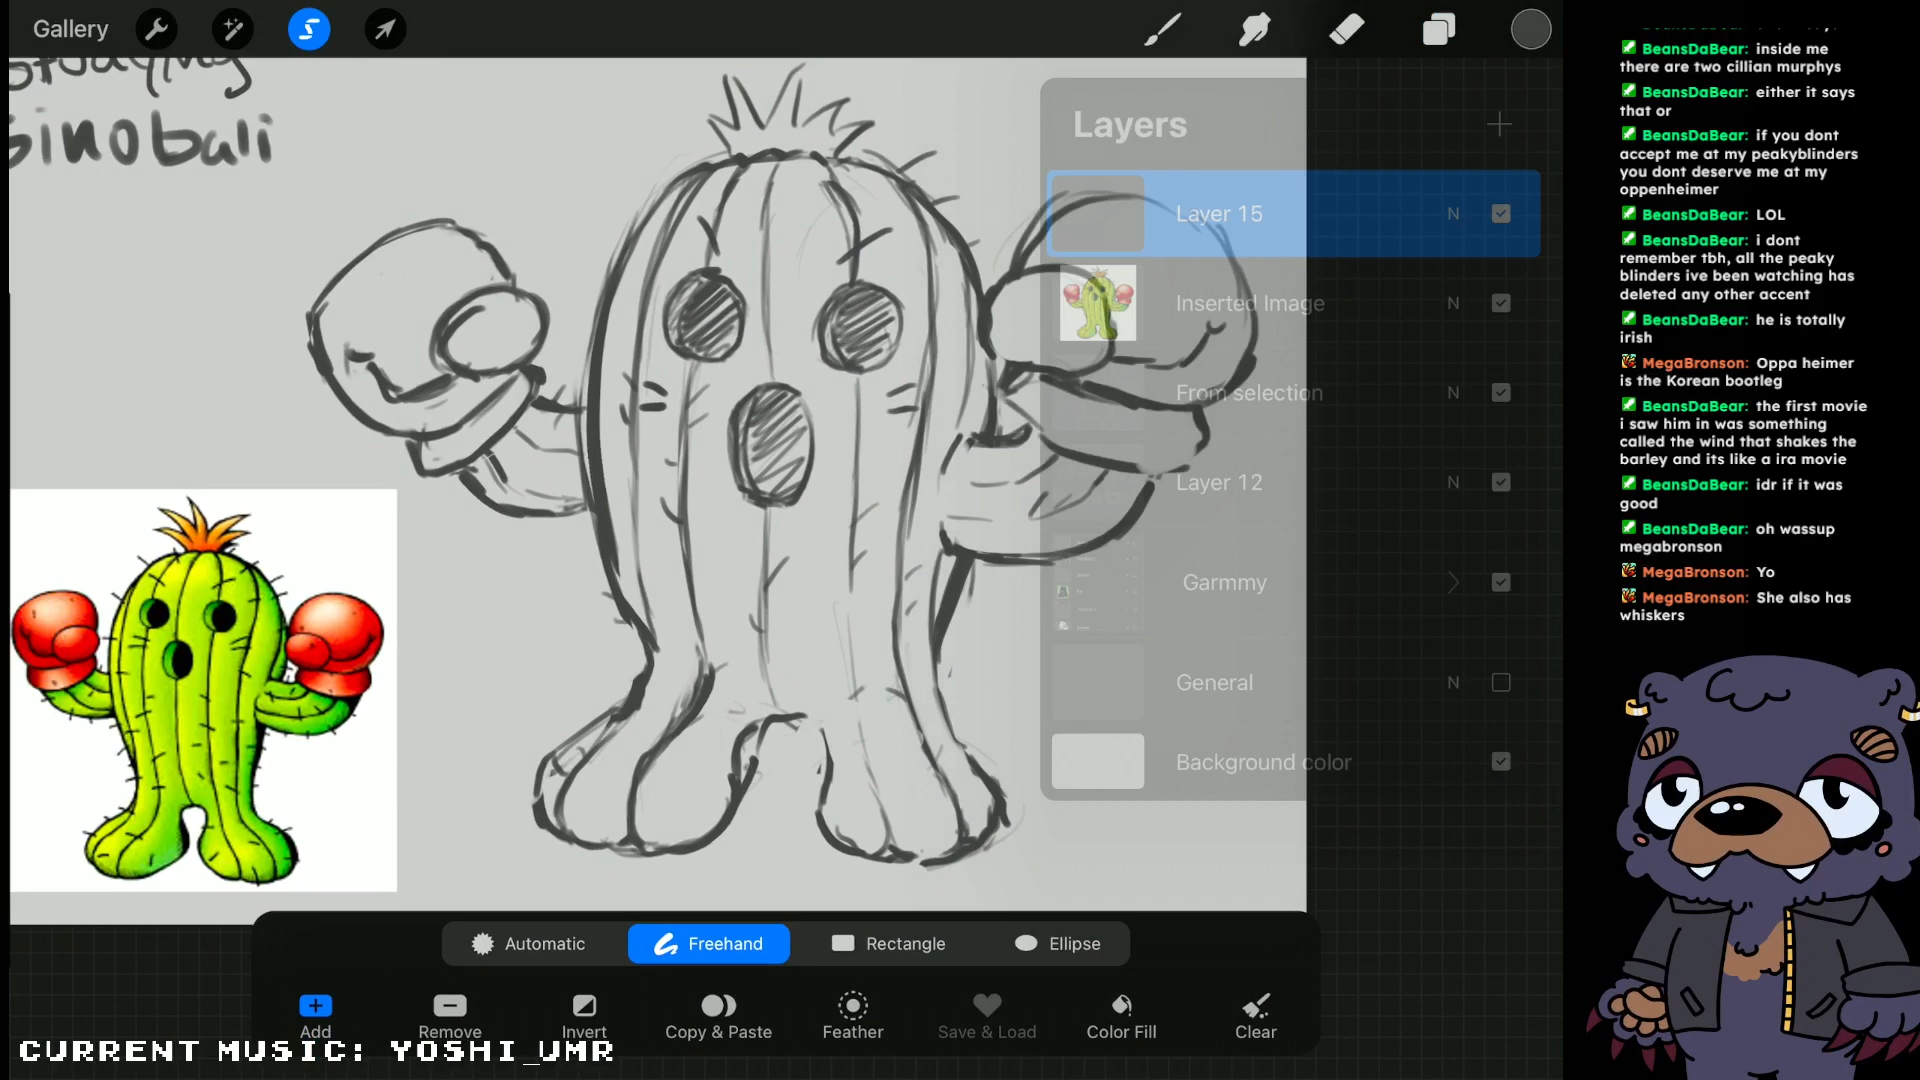 Gallery
studying
Sinobali
Layers
Layer 15 N
Inserted Image N
From selection N
Layer 12 N
Garmmy
General N
Background color
Automatic
Freehand
Rectangle
Ellipse
Add
Remove
Invert
Copy & Paste
Feather
Save & Load
Color Fill
Clear
CURRENT MUSIC: YOSHI_UMR
BeansDaBear: inside me
there are two cillian murphys
BeansDaBear: either it says
that or
BeansDaBear: if you dont
accept me at my peakyblinders
you dont deserve me at my
oppenheimer
BeansDaBear: LOL
BeansDaBear: i dont
remember tbh, all the peaky
blinders ive been watching has
deleted any other accent
BeansDaBear: he is totally
irish
MegaBronson: Oppa heimer
is the Korean bootleg
BeansDaBear: the first movie
i saw him in was something
called the wind that shakes the
barley and its like a ira movie
BeansDaBear: idr if it was
good
BeansDaBear: oh wassup
megabronson
MegaBronson: Yo
MegaBronson: She also has
whiskers